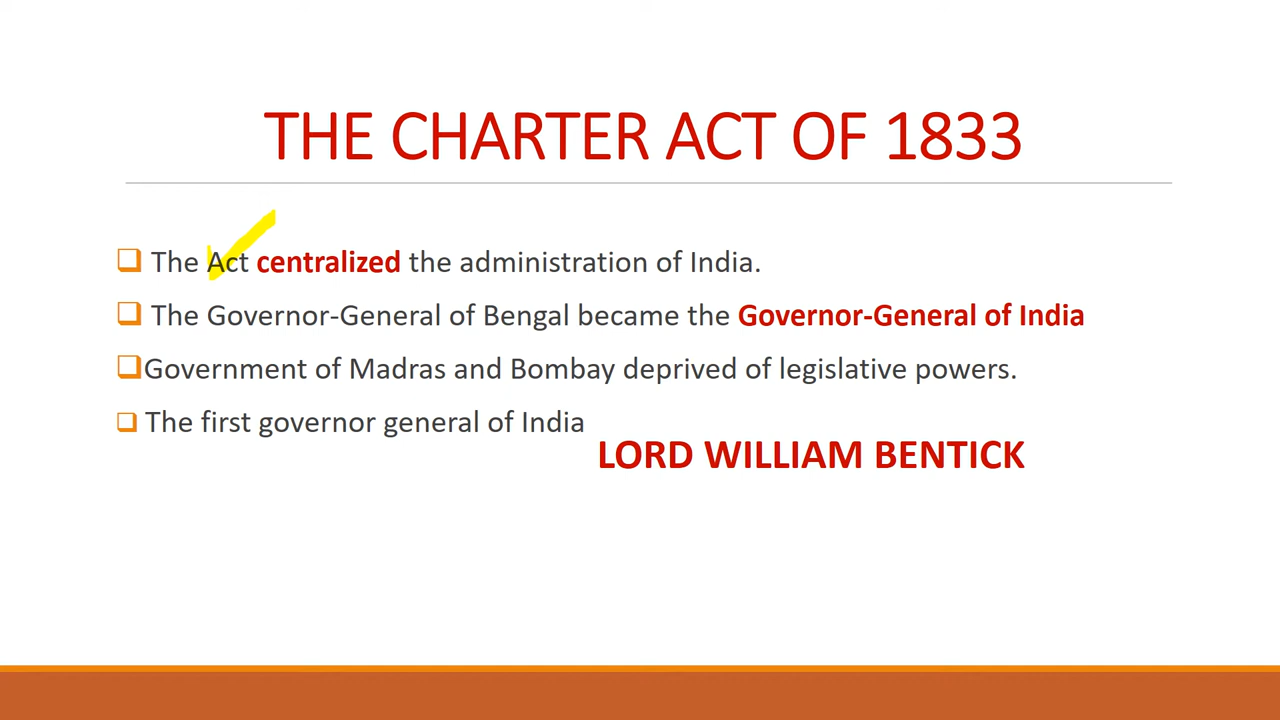 THE CHARTER ACT OF 1833
The Act centralized the administration of India.
The Governor-General of Bengal became the Governor-General of India
Government of Madras and Bombay deprived of legislative powers.
The first governor general of India
LORD WILLIAM BENTICK